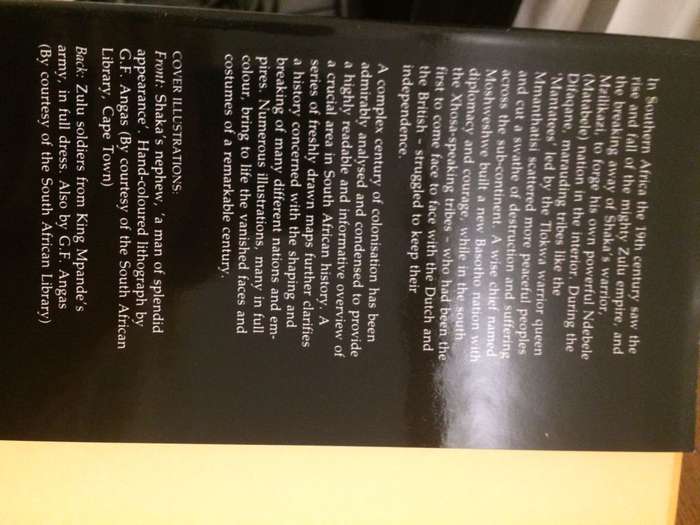 In Southern Africa the 19th century saw the
rise and fall of the mighty Zulu empire, and
the breaking away of Shaka's warrior,
Mzilikazi, to forge his own powerful Ndebele
(Matabele) nation in the interior. During the
Difaqane, marauding tribes like the
'Mantatees' led by the Tlokwa warrior queen
Mmanthatisi scattered more peaceful peoples
and cut a swathe of destruction and suffering
across the sub-continent. A wise chief named
Moshweshwe built a new Basotho nation with
diplomacy and courage, while in the south
the Xhosa-speaking tribes – who had been the
first to come face to face with the Dutch and
the British – struggled to keep their
independence.
A complex century of colonisation has been
admirably analysed and condensed to provide
a highly readable and informative overview of
a crucial area in South African history. A
series of freshly drawn maps further clarifies
a history concerned with the shaping and
breaking of many different nations and em-
pires. Numerous illustrations, many in full
colour, bring to life the vanished faces and
costumes of a remarkable century.
COVER ILLUSTRATIONS:
Front: Shaka's nephew, 'a man of splendid
appearance'. Hand-coloured lithograph by
G.F. Angas (By courtesy of the South African
Library, Cape Town)
Back: Zulu soldiers from King Mpande's
army, in full dress. Also by G.F. Angas
(By courtesy of the South African Library)